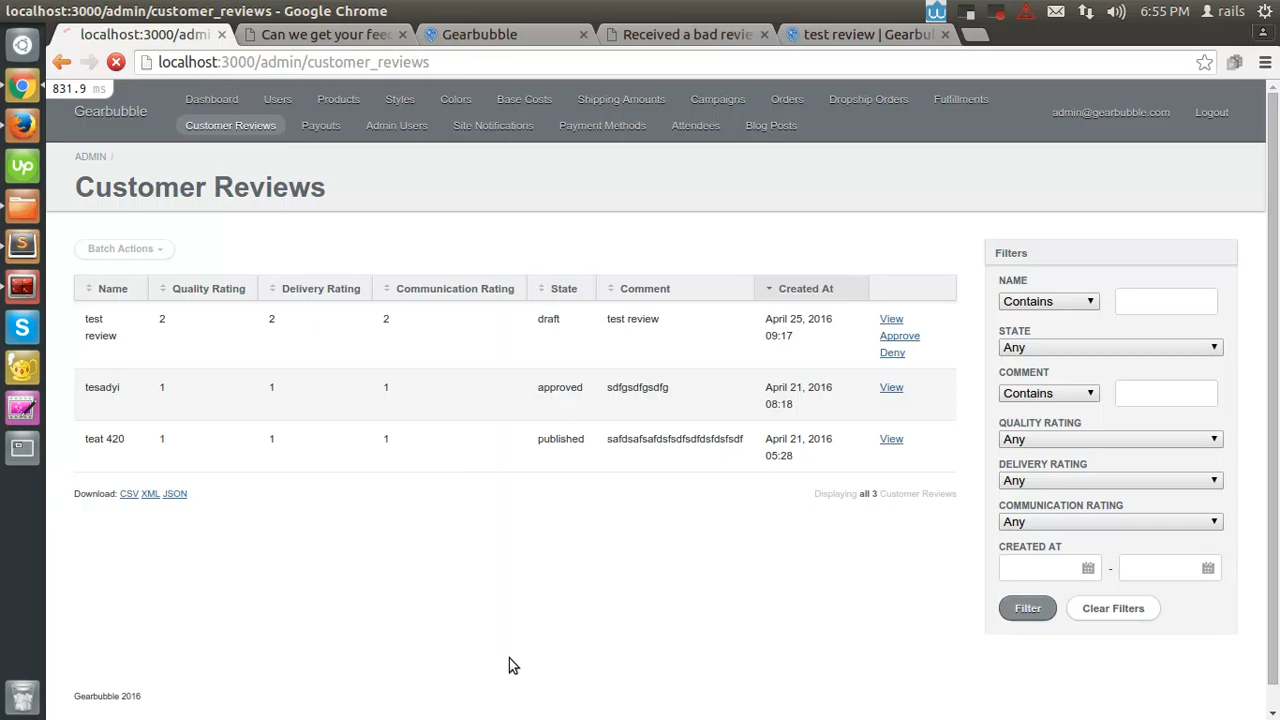 localhost:3000/admin/customer_reviews - Google Chrome 6:55 PM rails
localhost:3000/admi × Can we get your feed × Gearbubble × Received a bad revie × test review | Gearbul ×
localhost:3000/admin/customer_reviews
831.9 ms
Dashboard Users Products Styles Colors Base Costs Shipping Amounts Campaigns Orders Dropship Orders Fulfillments
Gearbubble admin@gearbubble.com Logout
Customer Reviews Payouts Admin Users Site Notifications Payment Methods Attendees Blog Posts
ADMIN /
Customer Reviews
Batch Actions
Name Quality Rating Delivery Rating Communication Rating State Comment Created At
test review 2 2 2 draft test review April 25, 2016 09:17 View Approve Deny
tesadyi 1 1 1 approved sdfgsdfgsdfg April 21, 2016 08:18 View
teat 420 1 1 1 published safdsafsafdsfsdfsdfdsfdsfsdf April 21, 2016 05:28 View
Download: CSV XML JSON Displaying all 3 Customer Reviews
Filters
NAME
Contains
STATE
Any
COMMENT
Contains
QUALITY RATING
Any
DELIVERY RATING
Any
COMMUNICATION RATING
Any
CREATED AT
-
Filter Clear Filters
Gearbubble 2016
up
S
S